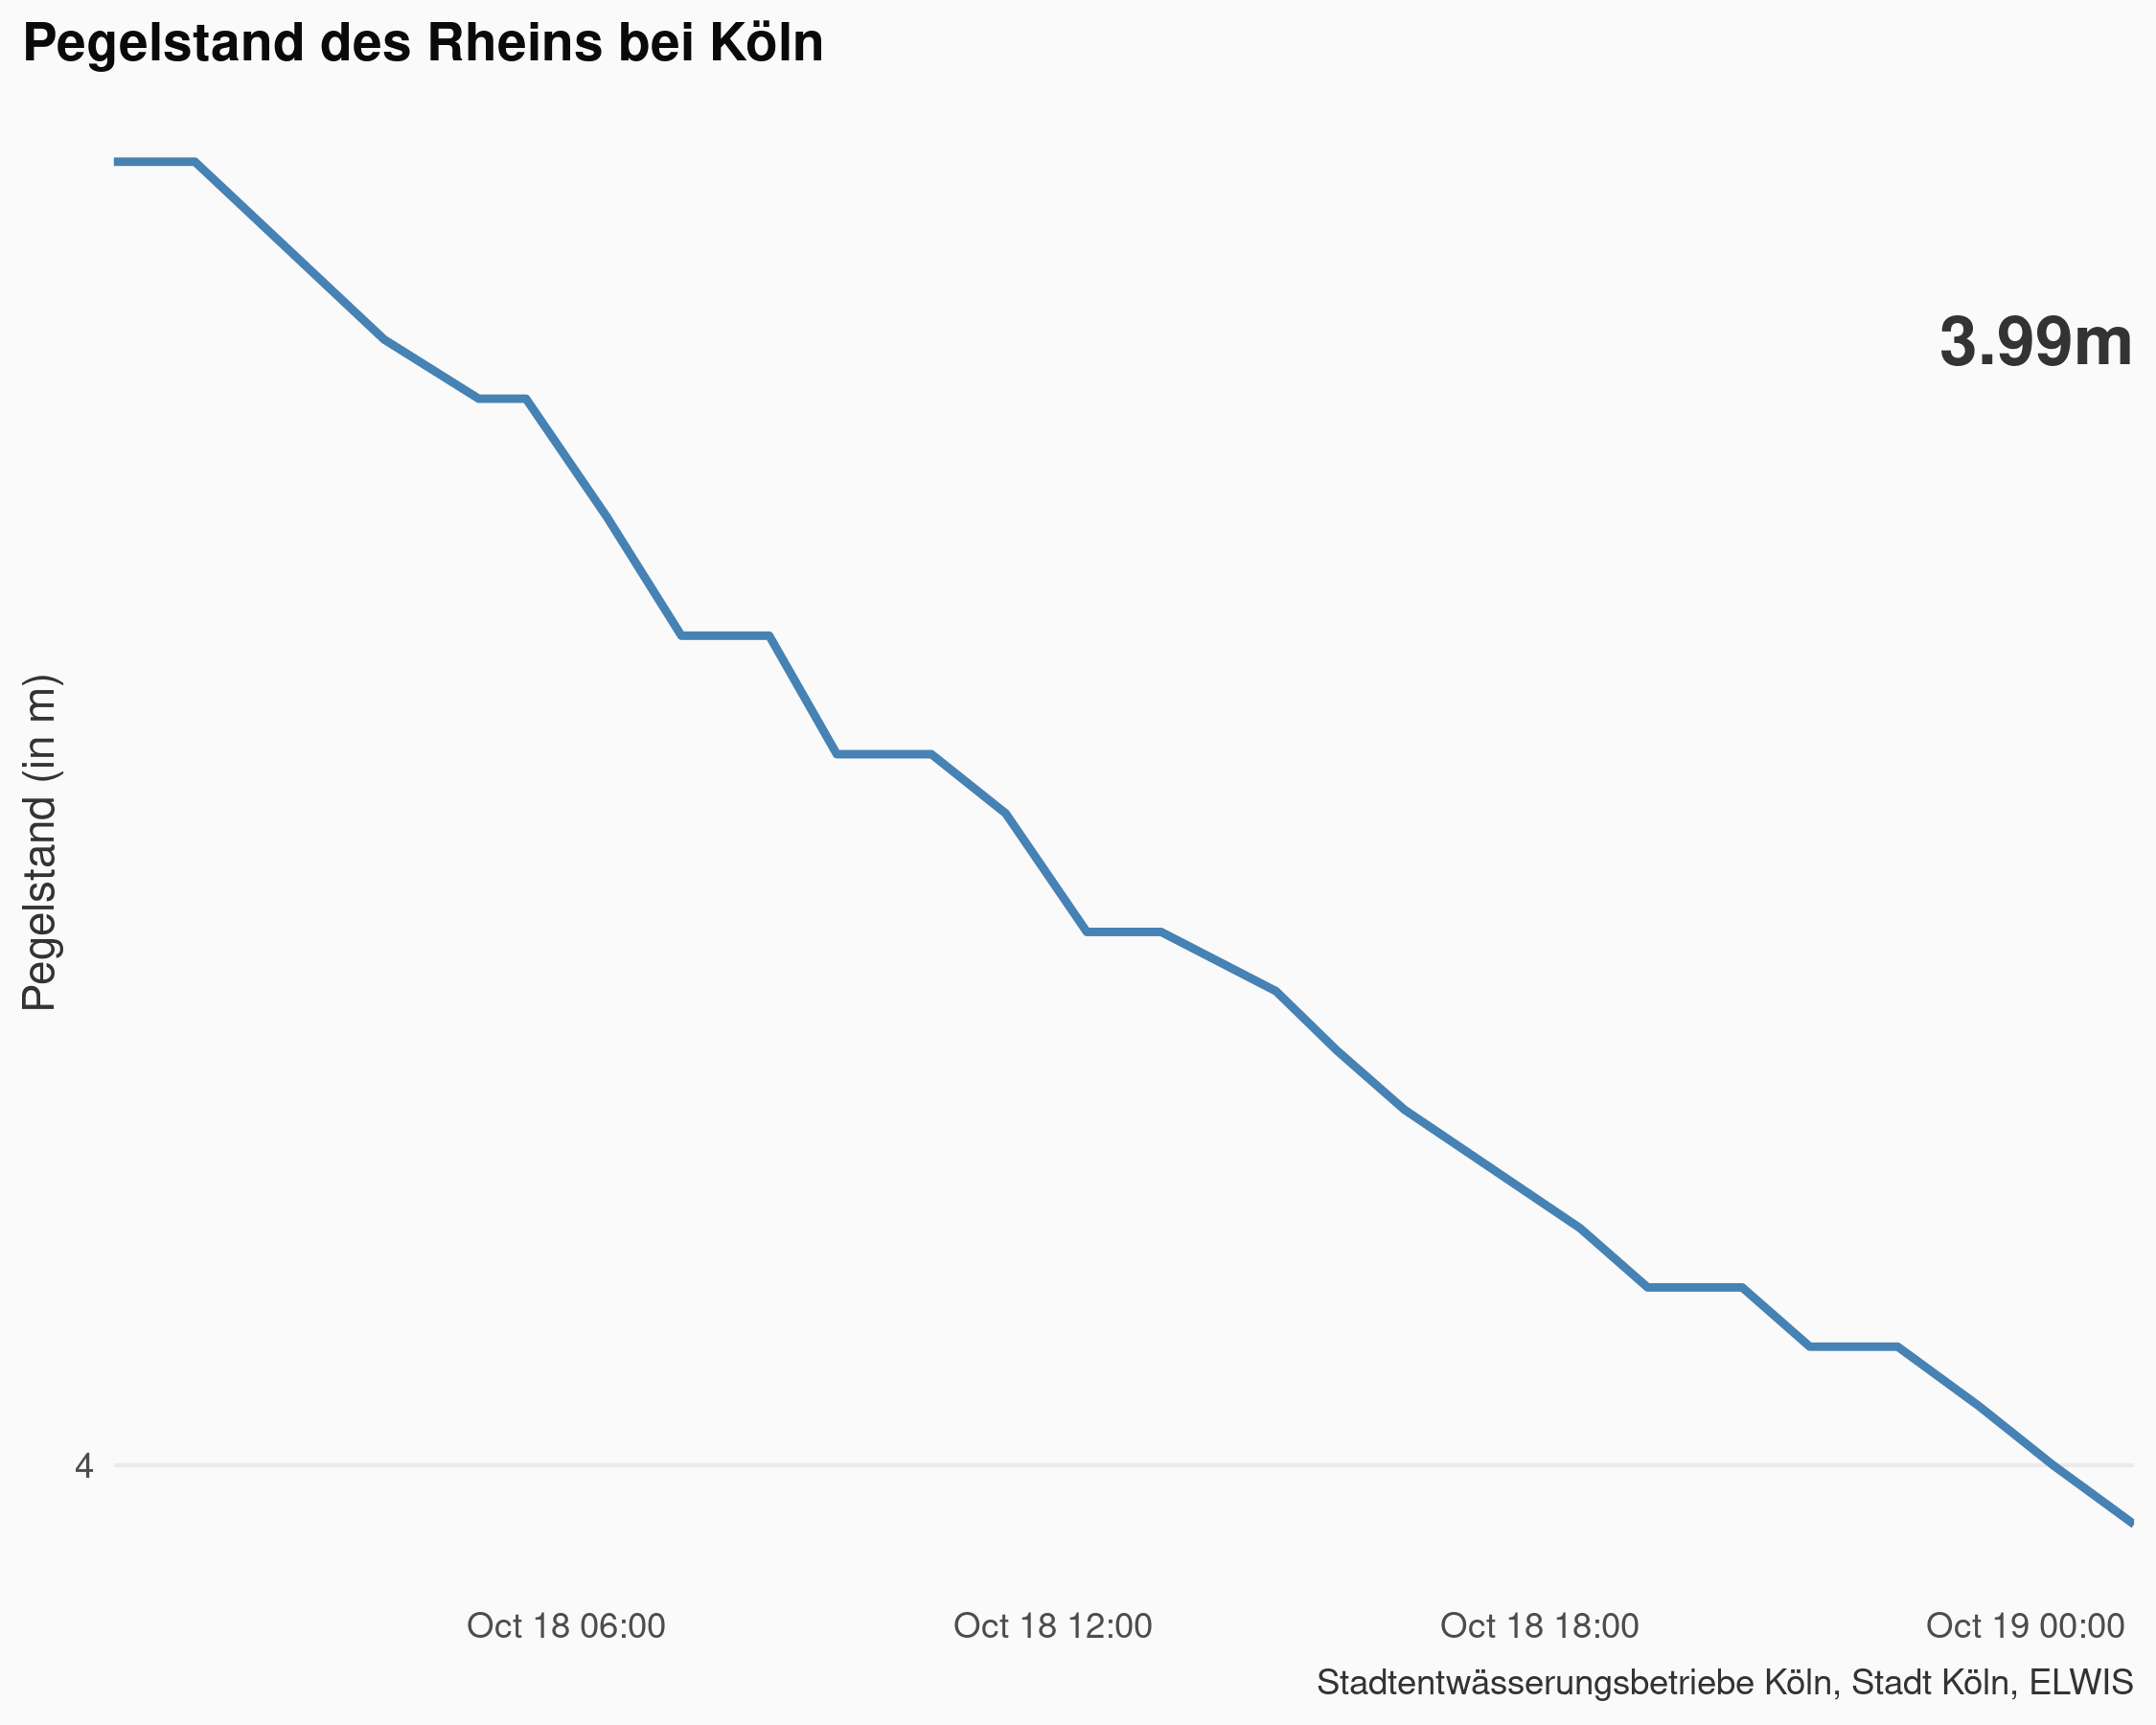 Pegelstand des Rheins bei Köln
3.99m
Pegelstand (in m)
4
Oct 18 06:00
Oct 18 12:00
Oct 18 18:00
Oct 19 00:00
Stadtentwässerungsbetriebe Köln, Stadt Köln, ELWIS